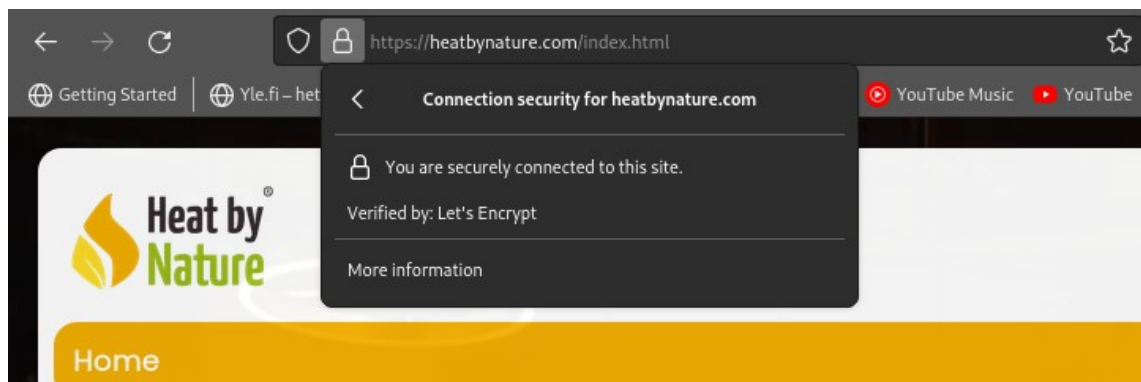 https://heatbynature.com/index.html
Getting Started
Yle.fi – het
YouTube Music
YouTube
Connection security for heatbynature.com
You are securely connected to this site.
Verified by: Let's Encrypt
More information
Heat by®
Nature
Home